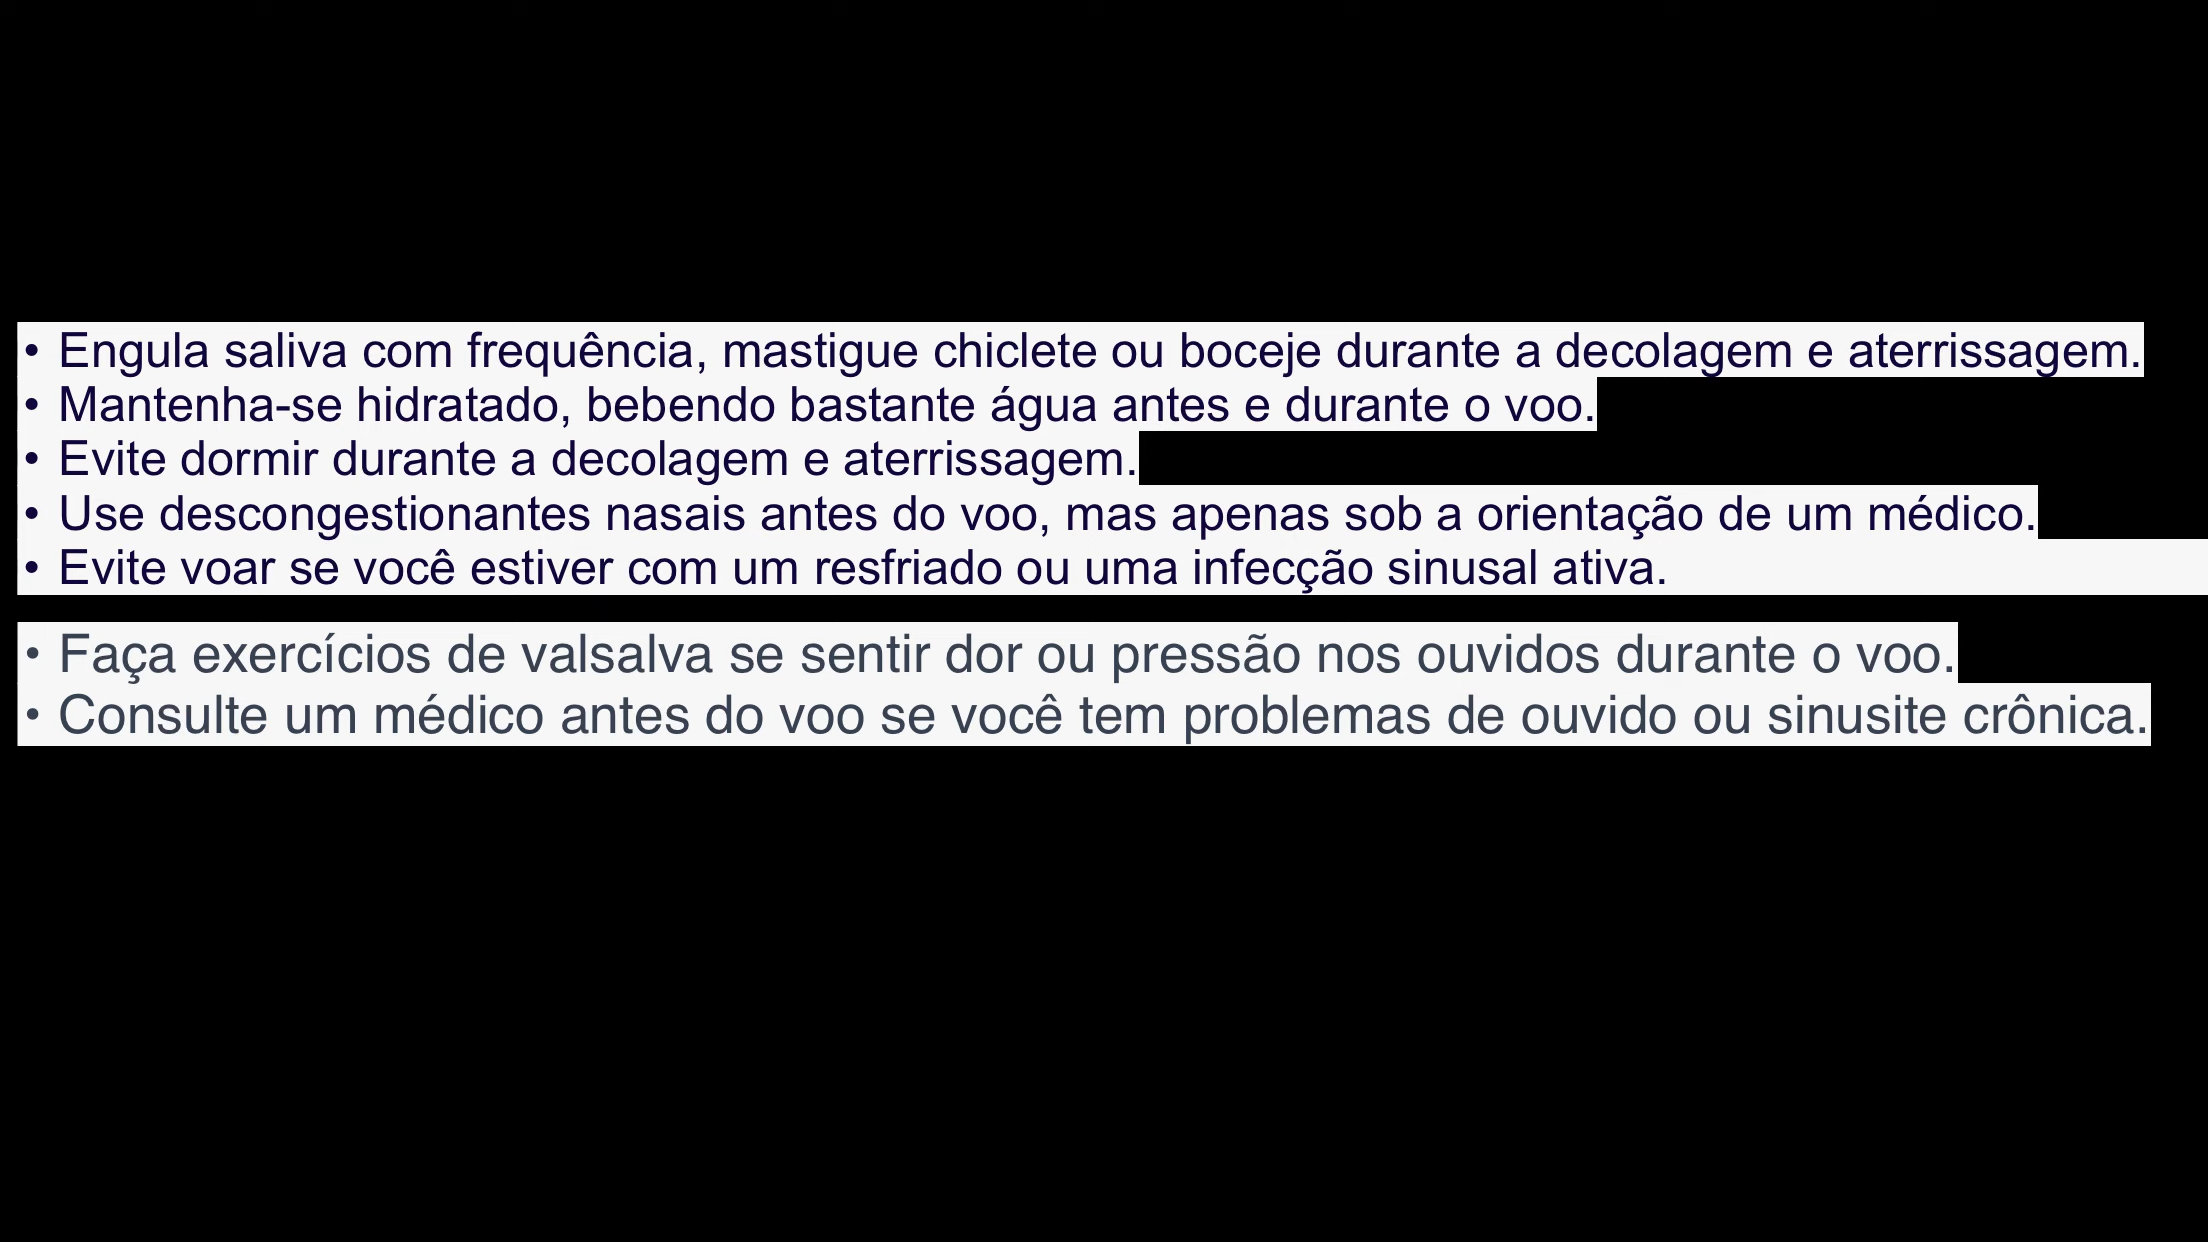 • Engula saliva com frequência, mastigue chiclete ou boceje durante a decolagem e aterrissagem.
• Mantenha-se hidratado, bebendo bastante água antes e durante o voo.
• Evite dormir durante a decolagem e aterrissagem.
• Use descongestionantes nasais antes do voo, mas apenas sob a orientação de um médico.
• Evite voar se você estiver com um resfriado ou uma infecção sinusal ativa.
• Faça exercícios de valsalva se sentir dor ou pressão nos ouvidos durante o voo.
• Consulte um médico antes do voo se você tem problemas de ouvido ou sinusite crônica.